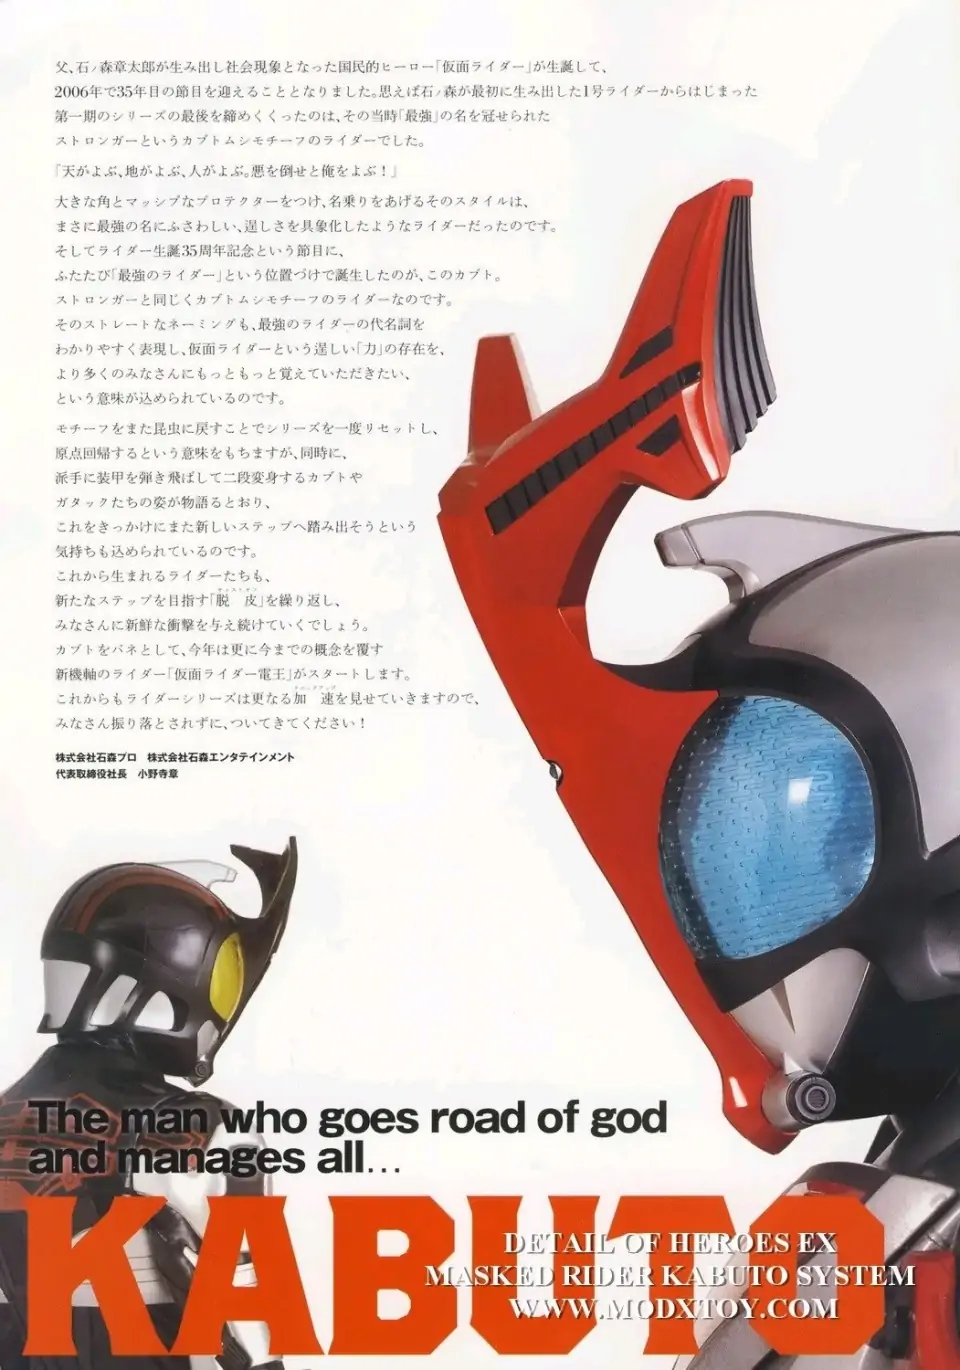 父、石ノ森章太郎が生み出し社会現象となった国民的ヒーロー「仮面ライダー」が生誕して、
2006年で35年目の節目を迎えることとなりました。思えば石ノ森が最初に生み出した1号ライダーからはじまった
第一期のシリーズの最後を締めくくったのは、その当時「最強」の名を冠せられた
ストロンガーというカブトムシモチーフのライダーでした。
「天がよぶ、地がよぶ、人がよぶ。悪を倒せと俺をよぶ！」
大きな角とマッシブなプロテクターをつけ、名乗りをあげるそのスタイルは、
まさに最強の名にふさわしい、逞しさを具象化したようなライダーだったのです。
そしてライダー生誕35周年記念という節目に、
ふたたび「最強のライダー」という位置づけで誕生したのが、このカブト。
ストロンガーと同じくカブトムシモチーフのライダーなのです。
そのストレートなネーミングも、最強のライダーの代名詞を
わかりやすく表現し、仮面ライダーという逞しい「力」の存在を、
より多くのみなさんにもっともっと覚えていただきたい、
という意味が込められているのです。
モチーフをまた昆虫に戻すことでシリーズを一度リセットし、
原点回帰するという意味をもちますが、同時に、
派手に装甲を弾き飛ばして二段変身するカブトや
ガタックたちの姿が物語るとおり、
これをきっかけにまた新しいステップへ踏み出そうという
気持ちも込められているのです。
これから生まれるライダーたちも、
キャストオフ
新たなステップを目指す「脱　皮」を繰り返し、
みなさんに新鮮な衝撃を与え続けていくでしょう。
カブトをバネとして、今年は更に今までの概念を覆す
新機軸のライダー「仮面ライダー電王」がスタートします。
クロックアップ
これからもライダーシリーズは更なる加　速を見せていきますので、
みなさん振り落とされずに、ついてきてください！
株式会社石森プロ　株式会社石森エンタテインメント
代表取締役社長　小野寺章
The man who goes road of god
and manages all...
KABUTO
DETAIL OF HEROES EX
MASKED RIDER KABUTO SYSTEM
WWW.MODXTOY.COM